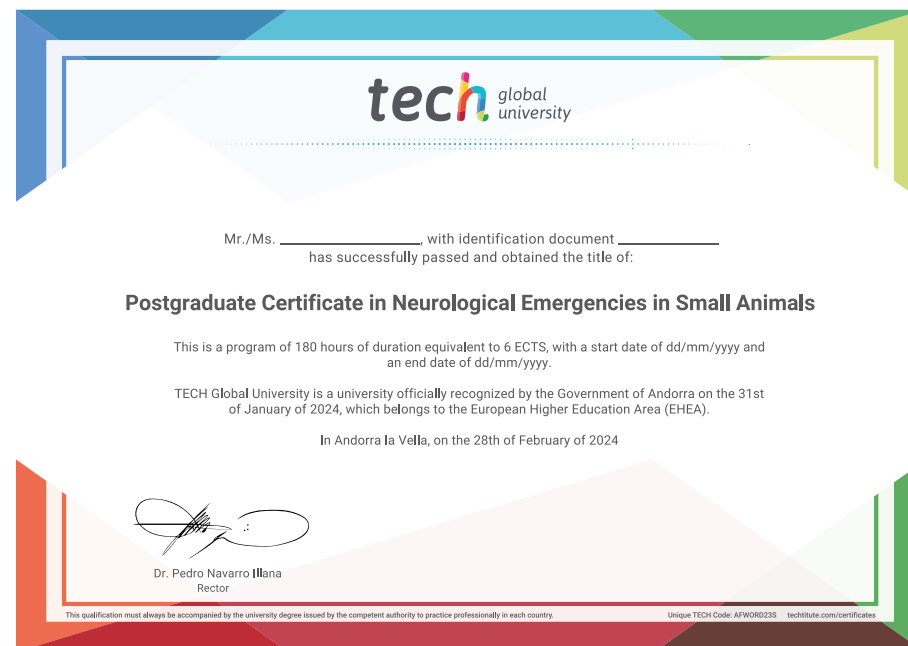 tech global university
Mr./Ms. ____________________, with identification document ______________
has successfully passed and obtained the title of:
Postgraduate Certificate in Neurological Emergencies in Small Animals
This is a program of 180 hours of duration equivalent to 6 ECTS, with a start date of dd/mm/yyyy and
an end date of dd/mm/yyyy.
TECH Global University is a university officially recognized by the Government of Andorra on the 31st
of January of 2024, which belongs to the European Higher Education Area (EHEA).
In Andorra la Vella, on the 28th of February of 2024
Dr. Pedro Navarro Illana
Rector
This qualification must always be accompanied by the university degree issued by the competent authority to practice professionally in each country.
Unique TECH Code: AFWORD23S techtitute.com/certificates